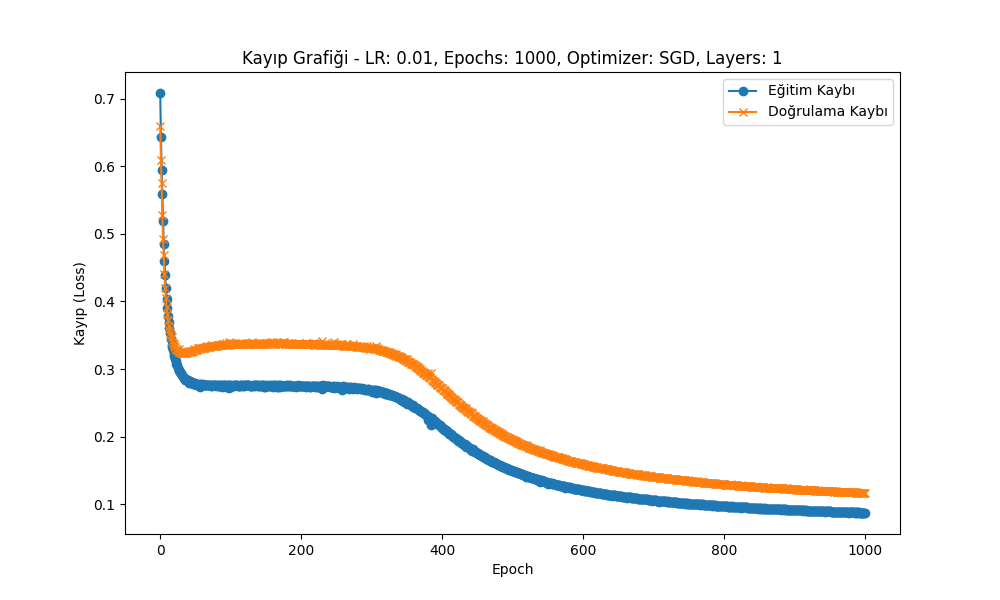 Kayıp Grafiği - LR: 0.01, Epochs: 1000, Optimizer: SGD, Layers: 1
Eğitim Kaybı
Doğrulama Kaybı
Kayıp (Loss)
0.7
0.6
0.5
0.4
0.3
0.2
0.1
0 200 400 600 800 1000
Epoch